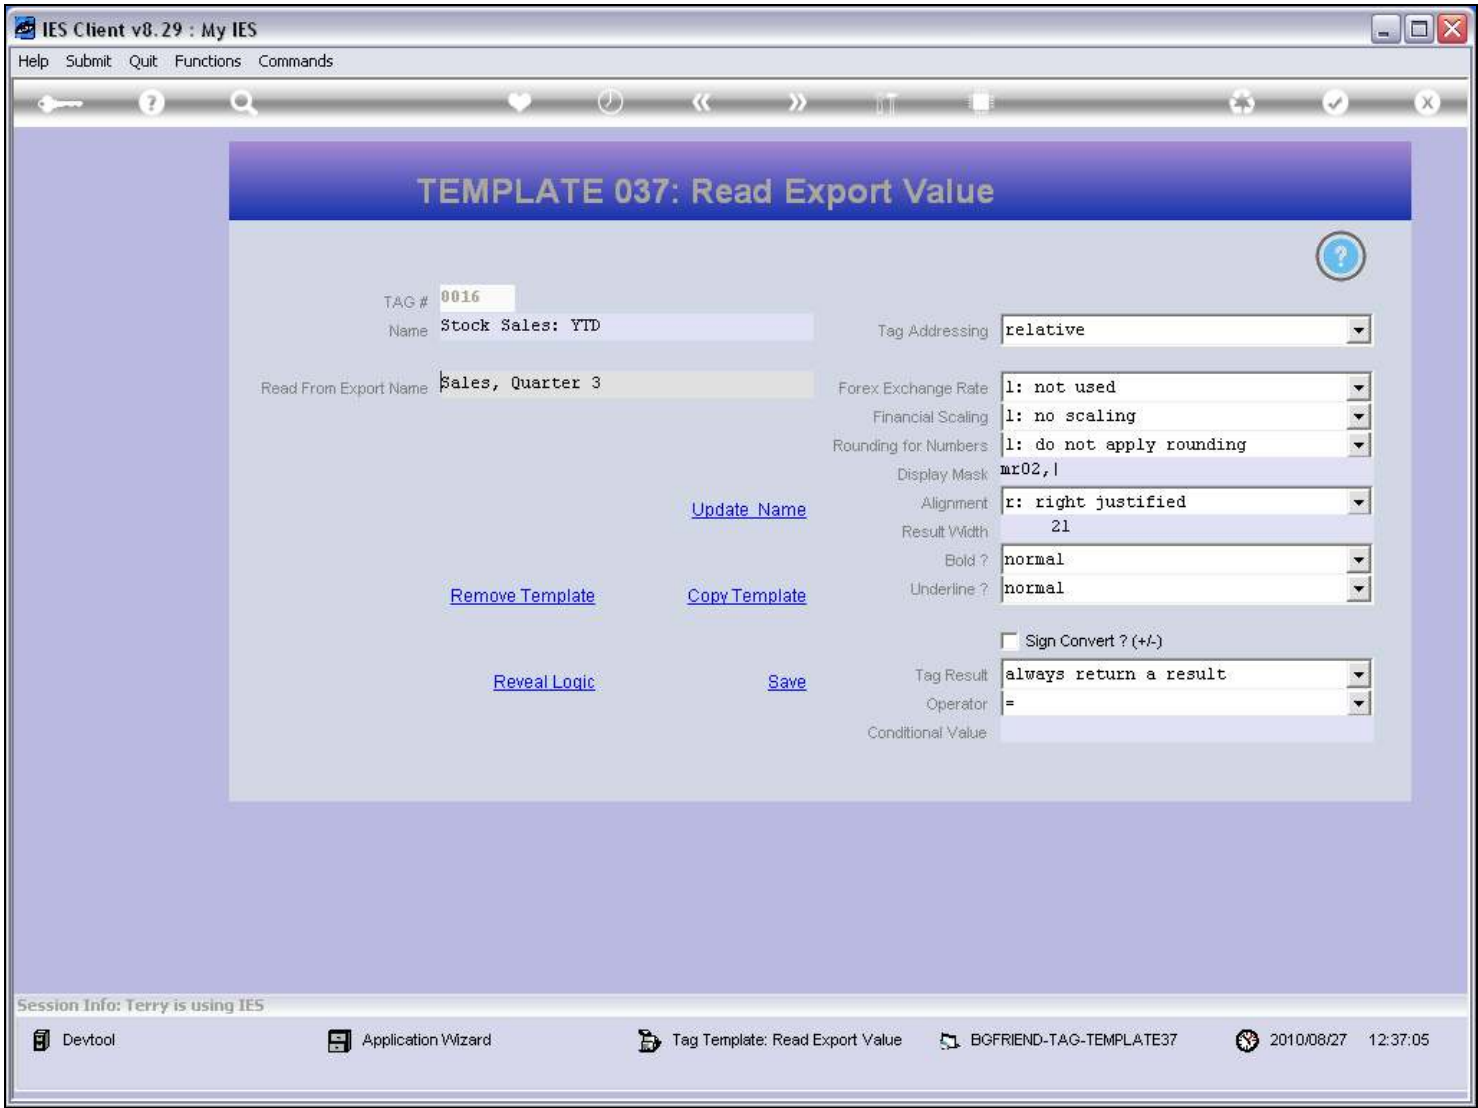 IES Client v8.29 : My IES
Help Submit Quit Functions Commands
TEMPLATE 037: Read Export Value
TAG # 0016
Name Stock Sales: YTD
Tag Addressing relative
Read From Export Name Sales, Quarter 3
Forex Exchange Rate 1: not used
Financial Scaling 1: no scaling
Rounding for Numbers 1: do not apply rounding
Display Mask mr02,|
Update Name
Alignment r: right justified
Result Width 21
Bold ? normal
Remove Template Copy Template
Underline ? normal
Sign Convert ? (+/-)
Reveal Logic Save
Tag Result always return a result
Operator =
Conditional Value
Session Info: Terry is using IES
Devtool Application Wizard Tag Template: Read Export Value BGFRIEND-TAG-TEMPLATE37 2010/08/27 12:37:05